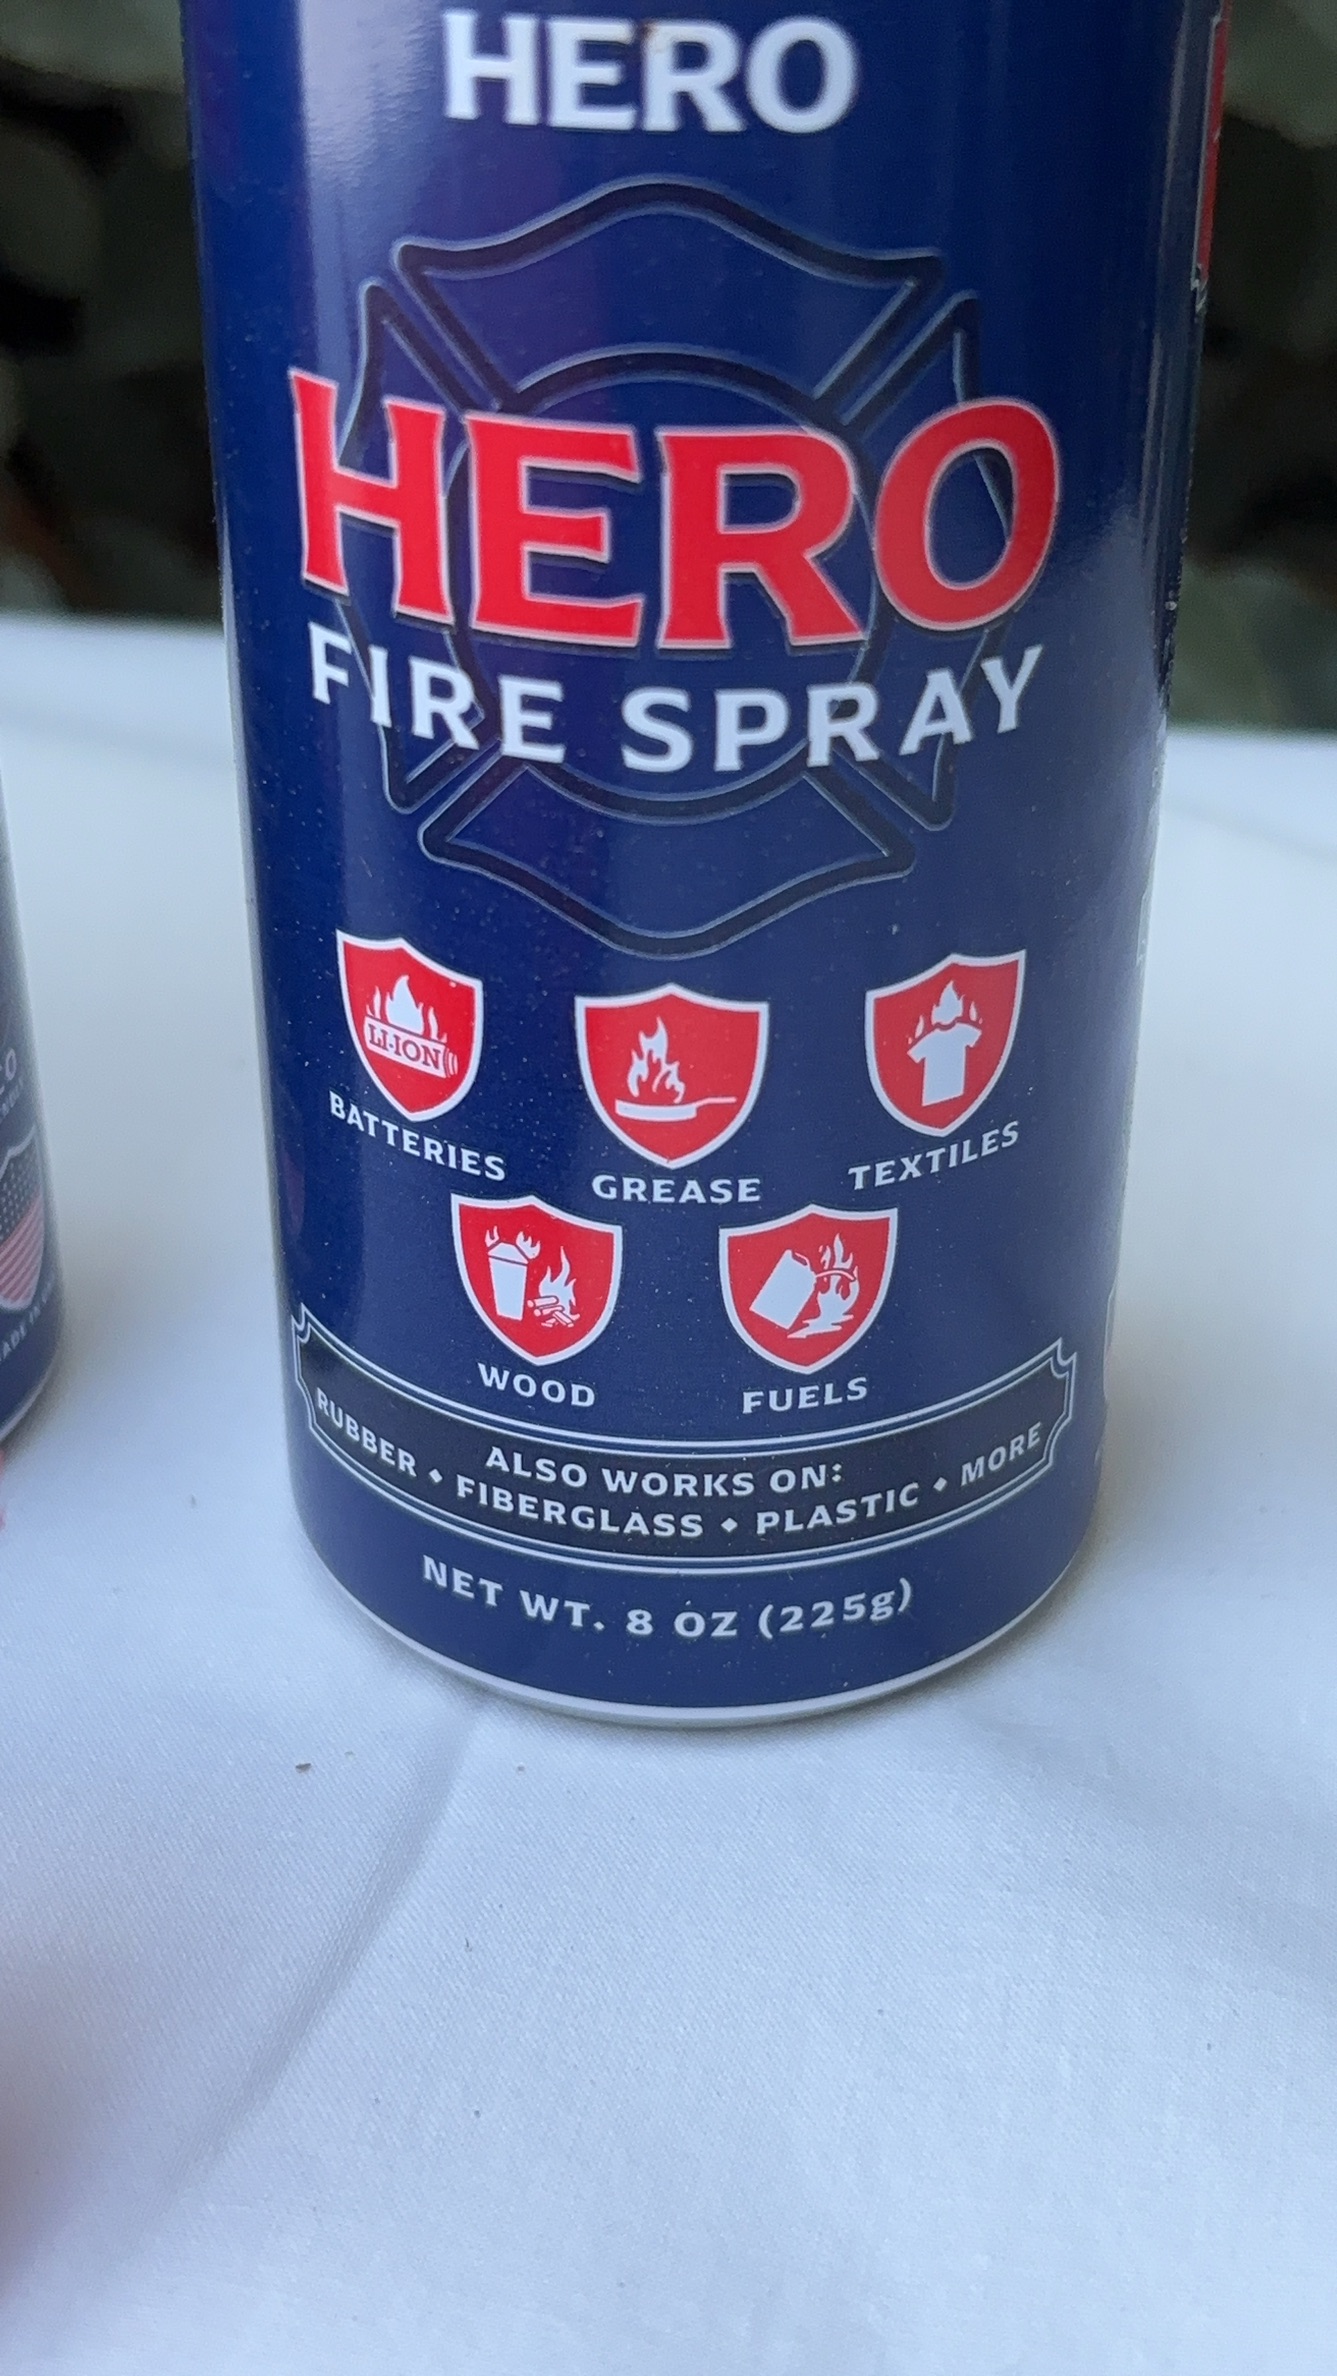 HERO
HERO
FIRE SPRAY
LI-ION
BATTERIES
GREASE
TEXTILES
WOOD
FUELS
ALSO WORKS ON:
RUBBER ◆ FIBERGLASS ◆ PLASTIC ◆ MORE
NET WT. 8 OZ (225g)